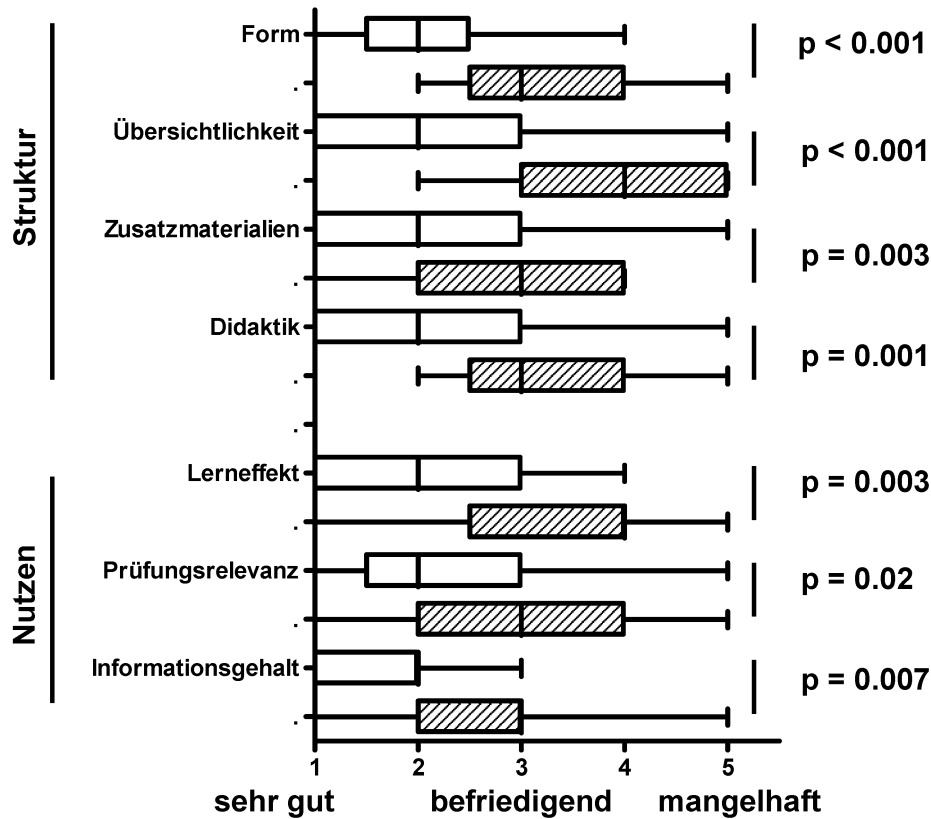 Struktur
Form
p < 0.001
.
Übersichtlichkeit
p < 0.001
.
Zusatzmaterialien
p = 0.003
.
Didaktik
p = 0.001
.
.
Nutzen
Lerneffekt
p = 0.003
.
Prüfungsrelevanz
p = 0.02
.
Informationsgehalt
p = 0.007
.
1 2 3 4 5
sehr gut befriedigend mangelhaft